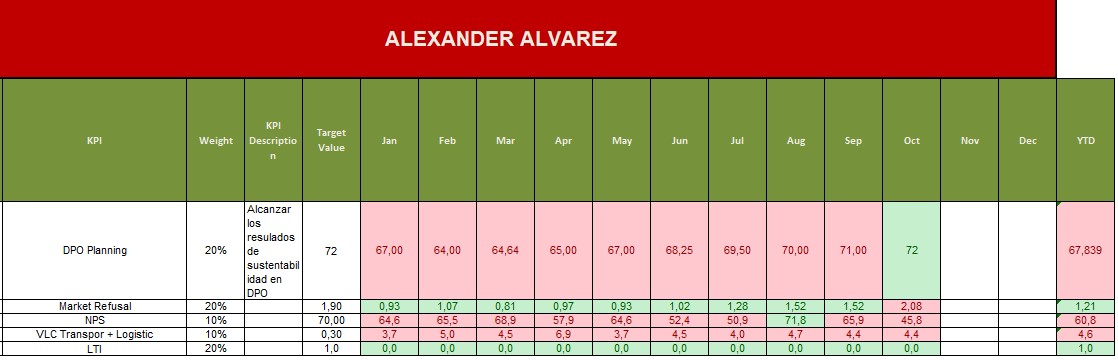 ALEXANDER ALVAREZ
KPI Weight KPI Descriptio n Target Value Jan Feb Mar Apr May Jun Jul Aug Sep Oct Nov Dec YTD
DPO Planning 20% Alcanzar los resulados de sustentabil idad en DPO 72 67,00 64,00 64,64 65,00 67,00 68,25 69,50 70,00 71,00 72 67,839
Market Refusal 20% 1,90 0,93 1,07 0,81 0,97 0,93 1,02 1,28 1,52 1,52 2,08 1,21
NPS 10% 70,00 64,6 65,5 68,9 57,9 64,6 52,4 50,9 71,8 65,9 45,8 60,8
VLC Transpor + Logistic 10% 0,30 3,7 5,0 4,5 6,9 3,7 4,5 4,0 4,7 4,4 4,4 4,6
LTI 20% 1,0 0,0 0,0 0,0 0,0 0,0 0,0 0,0 0,0 0,0 0,0 1,0